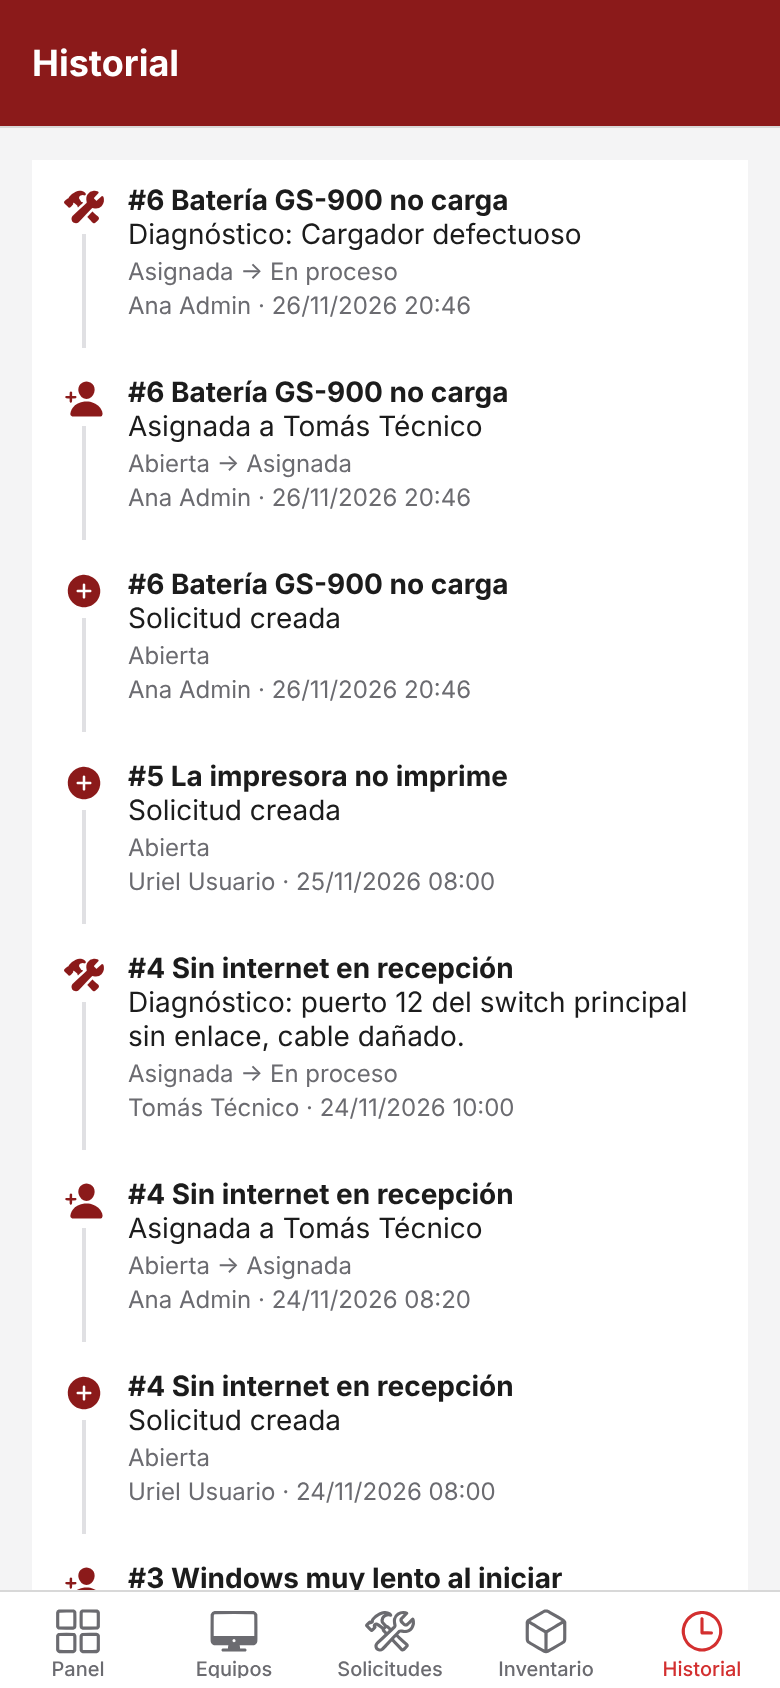 Historial
#6 Batería GS-900 no carga
Diagnóstico: Cargador defectuoso
Asignada → En proceso
Ana Admin · 26/11/2026 20:46
#6 Batería GS-900 no carga
Asignada a Tomás Técnico
Abierta → Asignada
Ana Admin · 26/11/2026 20:46
#6 Batería GS-900 no carga
Solicitud creada
Abierta
Ana Admin · 26/11/2026 20:46
#5 La impresora no imprime
Solicitud creada
Abierta
Uriel Usuario · 25/11/2026 08:00
#4 Sin internet en recepción
Diagnóstico: puerto 12 del switch principal
sin enlace, cable dañado.
Asignada → En proceso
Tomás Técnico · 24/11/2026 10:00
#4 Sin internet en recepción
Asignada a Tomás Técnico
Abierta → Asignada
Ana Admin · 24/11/2026 08:20
#4 Sin internet en recepción
Solicitud creada
Abierta
Uriel Usuario · 24/11/2026 08:00
#3 Windows muy lento al iniciar
Panel
Equipos
Solicitudes
Inventario
Historial